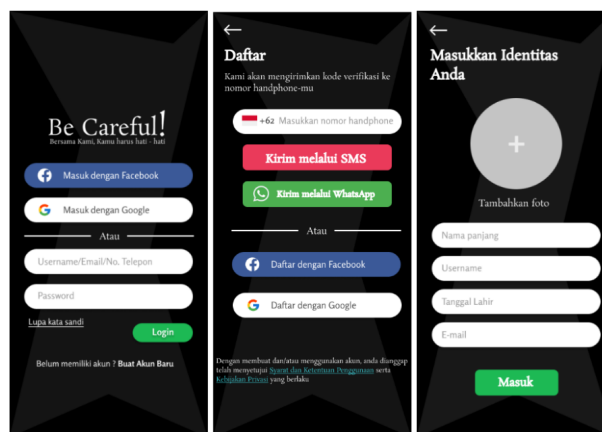 Be Careful!
Bersama Kami, Kamu harus hati - hati
Masuk dengan Facebook
Masuk dengan Google
Atau
Username/Email/No. Telepon
Password
Lupa kata sandi
Login
Belum memiliki akun ? Buat Akun Baru
Daftar
Kami akan mengirimkan kode verifikasi ke
nomor handphone-mu
+62 Masukkan nomor handphone
Kirim melalui SMS
Kirim melalui WhatsApp
Atau
Daftar dengan Facebook
Daftar dengan Google
Dengan membuat dan/atau menggunakan akun, anda dianggap
telah menyetujui Syarat dan Ketentuan Penggunaan serta
Kebijakan Privasi yang berlaku
Masukkan Identitas
Anda
Tambahkan foto
Nama panjang
Username
Tanggal Lahir
E-mail
Masuk